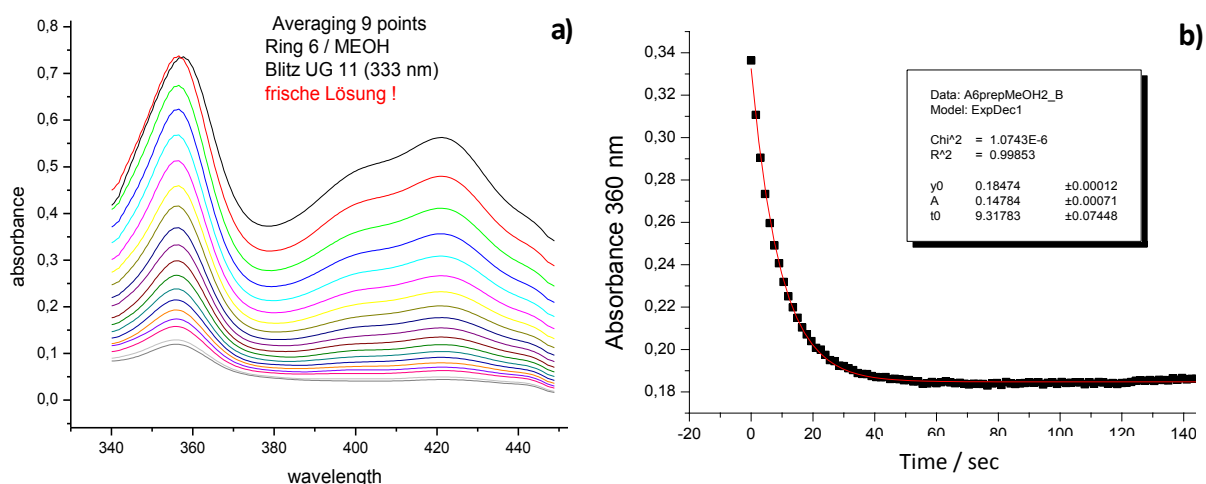 a)
Averaging 9 points
Ring 6 / MEOH
Blitz UG 11 (333 nm)
frische Lösung !
0,8
0,7
0,6
0,5
0,4
0,3
0,2
0,1
0,0
absorbance
340 360 380 400 420 440
wavelength
b)
0,34
0,32
0,30
0,28
0,26
0,24
0,22
0,20
0,18
Absorbance 360 nm
Data: A6prepMeOH2_B
Model: ExpDec1
Chi^2 = 1.0743E-6
R^2 = 0.99853
y0 0.18474 ±0.00012
A 0.14784 ±0.00071
t0 9.31783 ±0.07448
-20 0 20 40 60 80 100 120 140
Time / sec